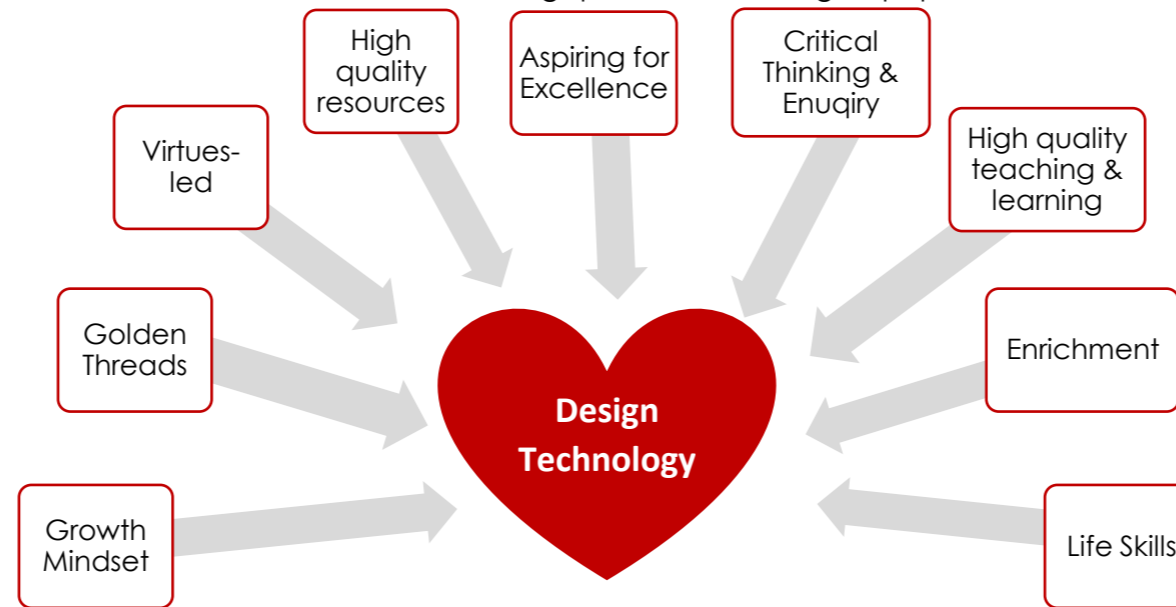 High
quality
resources
Aspiring for
Excellence
Critical
Thinking &
Enuqiry
Virtues-
led
High quality
teaching &
learning
Golden
Threads
Enrichment
Design
Technology
Growth
Mindset
Life Skills